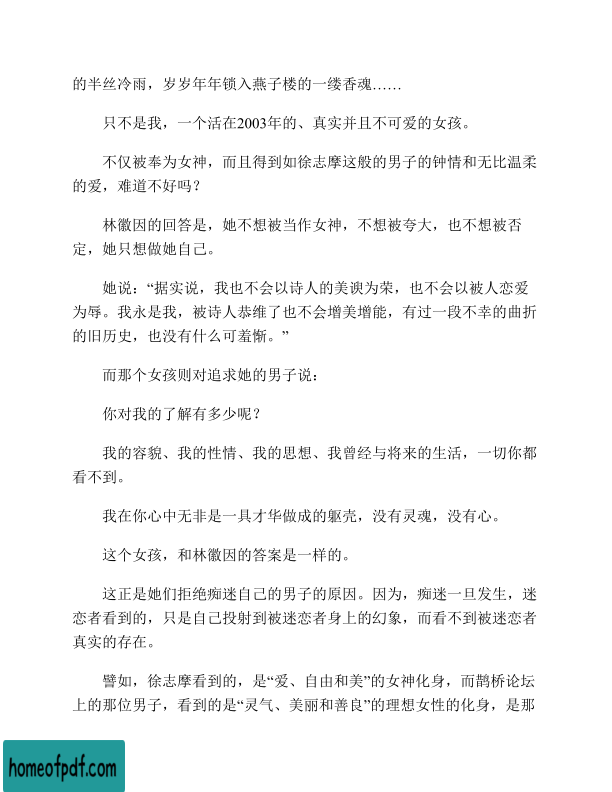 的半丝冷雨，岁岁年年锁入燕子楼的一缕香魂……
只不是我，一个活在2003年的、真实并且不可爱的女孩。
不仅被奉为女神，而且得到如徐志摩这般的男子的钟情和无比温柔
的爱，难道不好吗？
林徽因的回答是，她不想被当作女神，不想被夸大，也不想被否
定，她只想做她自己。
她说：“据实说，我也不会以诗人的美谀为荣，也不会以被人恋爱
为辱。我永是我，被诗人恭维了也不会增美增能，有过一段不幸的曲折
的旧历史，也没有什么可羞惭。”
而那个女孩则对追求她的男子说：
你对我的了解有多少呢？
我的容貌、我的性情、我的思想、我曾经与将来的生活，一切你都
看不到。
我在你心中无非是一具才华做成的躯壳，没有灵魂，没有心。
这个女孩，和林徽因的答案是一样的。
这正是她们拒绝痴迷自己的男子的原因。因为，痴迷一旦发生，迷
恋者看到的，只是自己投射到被迷恋者身上的幻象，而看不到被迷恋者
真实的存在。
譬如，徐志摩看到的，是“爱、自由和美”的女神化身，而鹊桥论坛
上的那位男子，看到的是“灵气、美丽和善良”的理想女性的化身，是那
homeofpdf.com